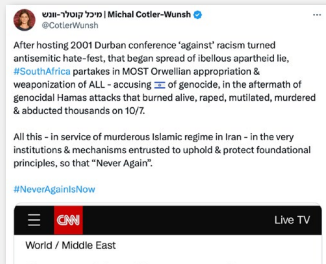 מיכל קוטלר-וונש | Michal Cotler-Wunsh
@CotlerWunsh
After hosting 2001 Durban conference 'against' racism turned
antisemitic hate-fest, that began spread of libellous apartheid lie,
#SouthAfrica partakes in MOST Orwellian appropriation &
weaponization of ALL - accusing 🇮🇱 of genocide, in the aftermath of
genocidal Hamas attacks that burned alive, raped, mutilated, murdered
& abducted thousands on 10/7.
All this - in service of murderous Islamic regime in Iran - in the very
institutions & mechanisms entrusted to uphold & protect foundational
principles, so that "Never Again".
#NeverAgainIsNow
CNN Live TV
World / Middle East